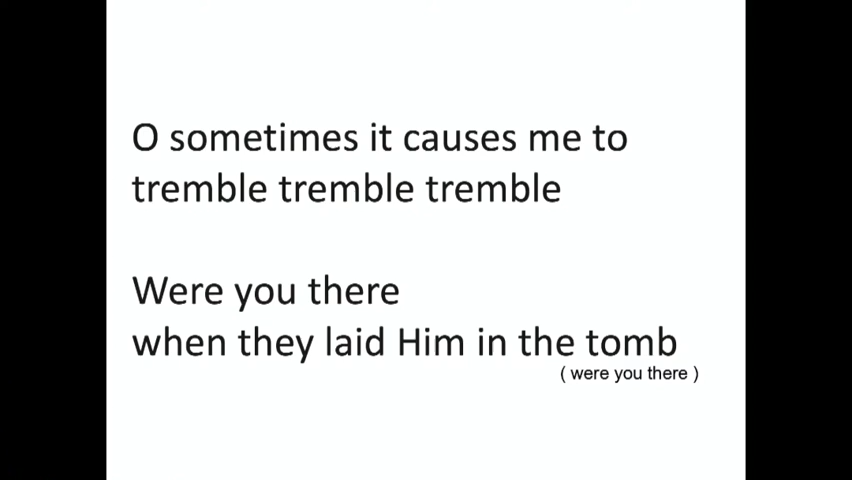 O sometimes it causes me to
tremble tremble tremble
Were you there
when they laid Him in the tomb
( were you there )